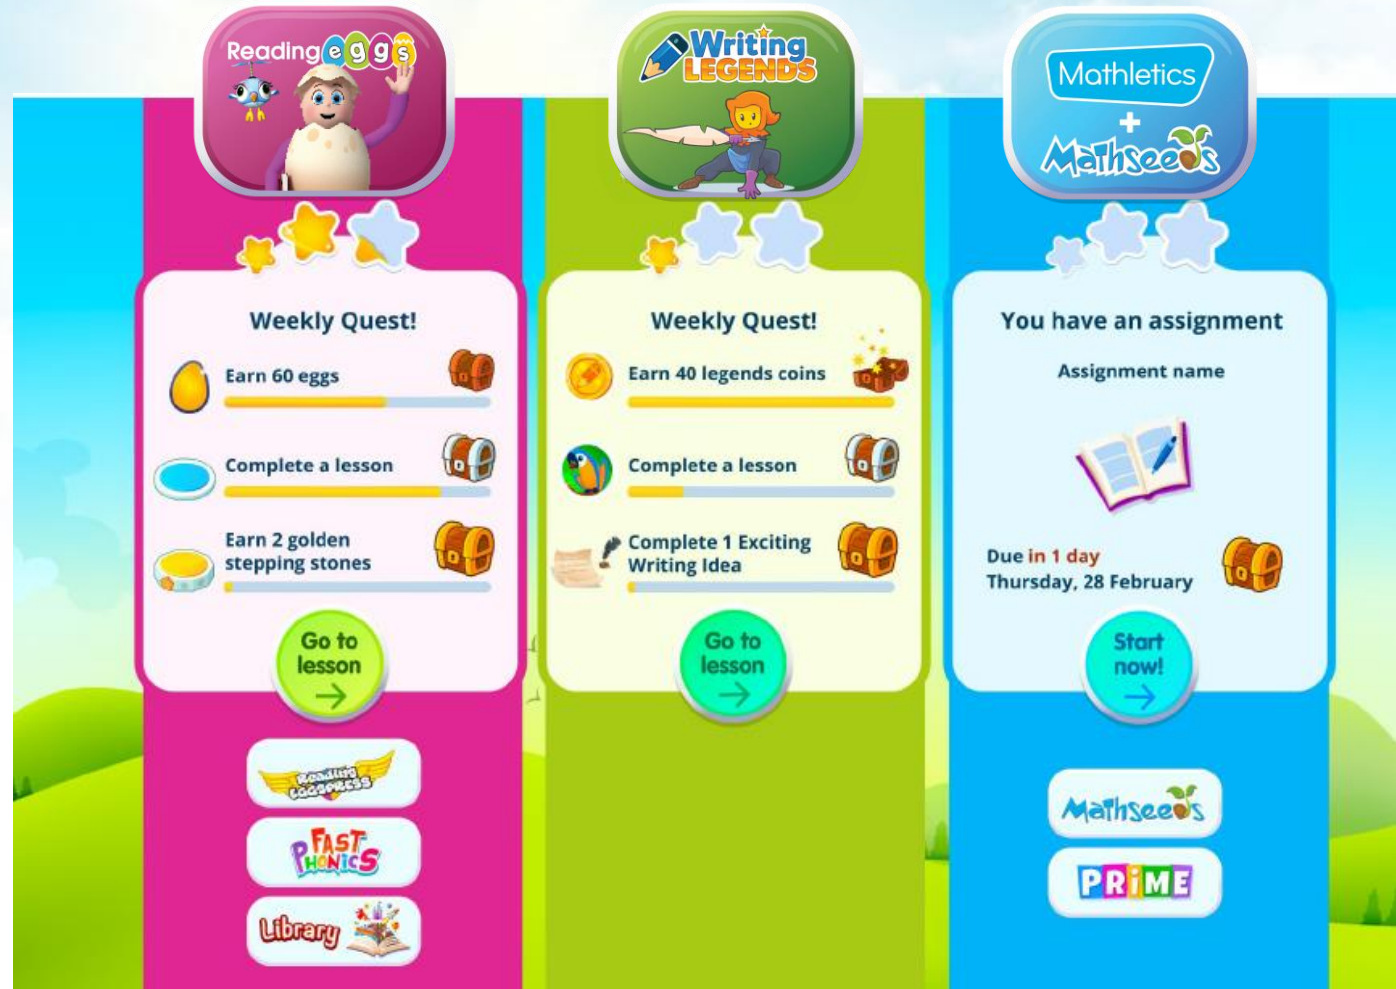 Reading eggs
Weekly Quest!
Earn 60 eggs
Complete a lesson
Earn 2 golden
stepping stones
Go to
lesson
Reading
Eggspress
Fast
Phonics
Library
Writing
LEGENDS
Weekly Quest!
Earn 40 legends coins
Complete a lesson
Complete 1 Exciting
Writing Idea
Go to
lesson
Mathletics
+
Mathseeds
You have an assignment
Assignment name
Due in 1 day
Thursday, 28 February
Start
now!
Mathseeds
PRiME